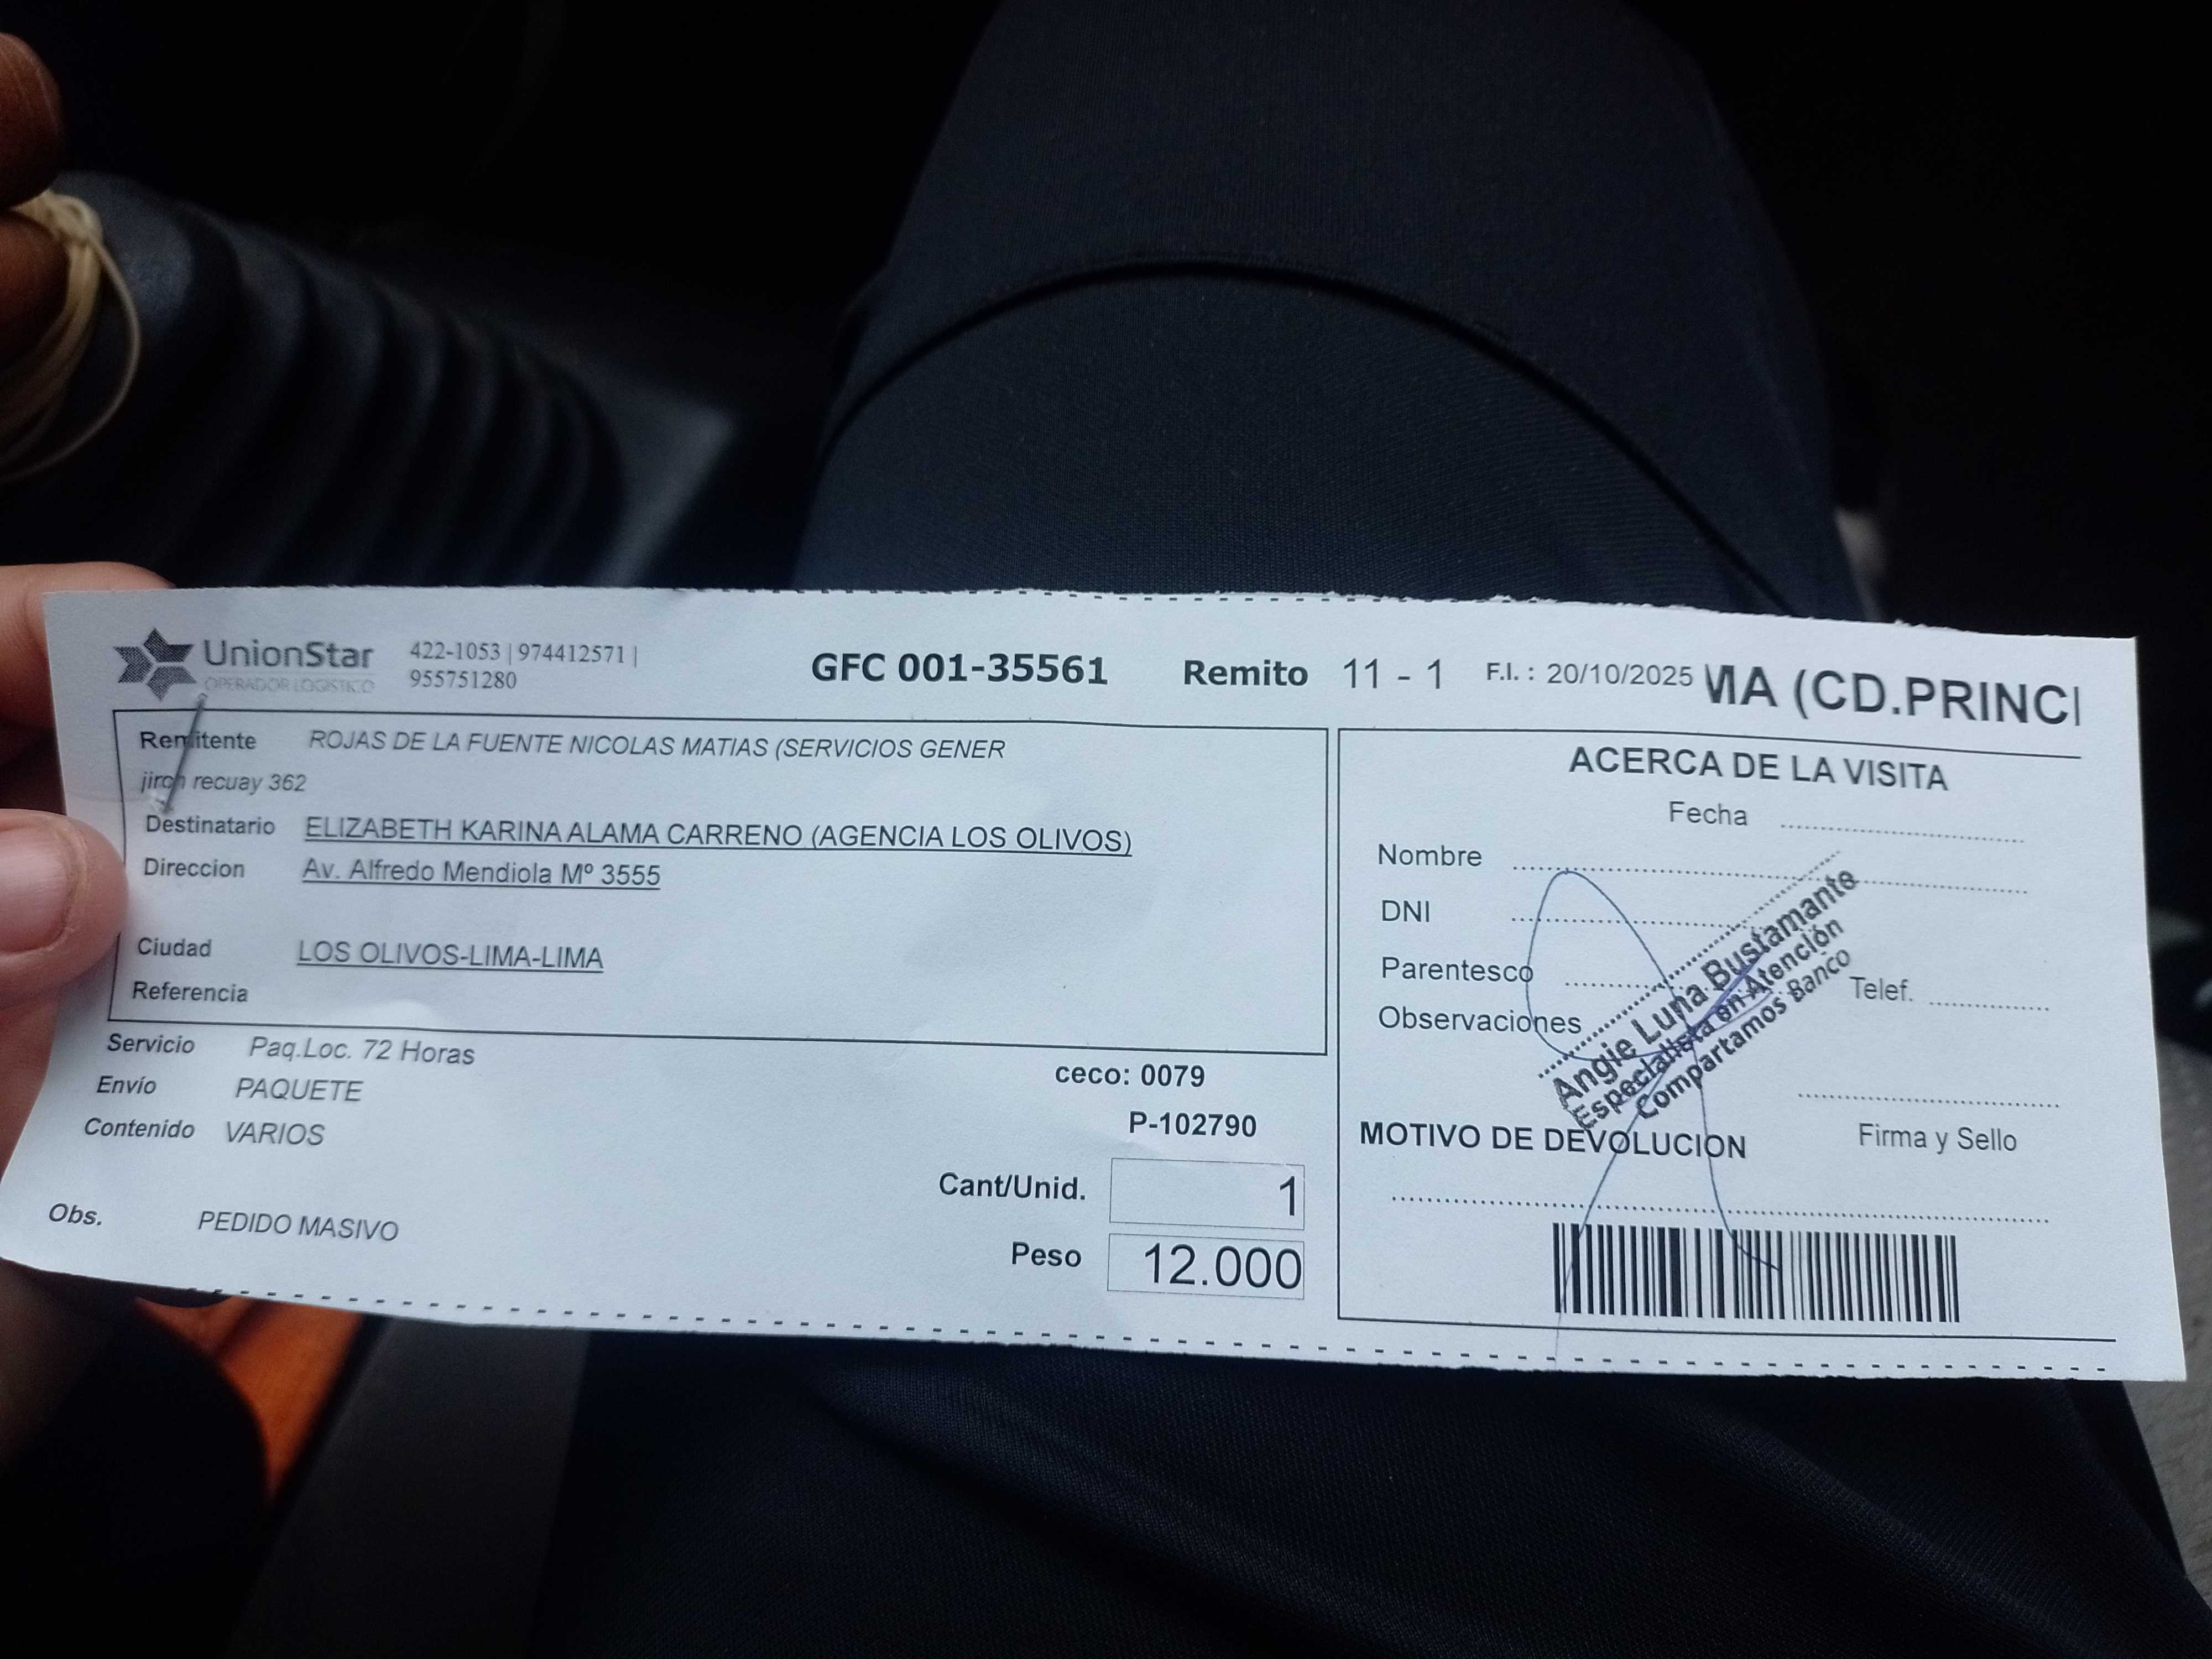 UnionStar
OPERADOR LOGISTICO
422-1053 | 974412571 |
955751280
GFC 001-35561
Remito 11 - 1
F.I. : 20/10/2025
MA (CD.PRINCI
Remitente ROJAS DE LA FUENTE NICOLAS MATIAS (SERVICIOS GENER
jiron recuay 362
Destinatario ELIZABETH KARINA ALAMA CARRENO (AGENCIA LOS OLIVOS)
Direccion Av. Alfredo Mendiola Mº 3555
Ciudad LOS OLIVOS-LIMA-LIMA
Referencia
Servicio Paq.Loc. 72 Horas
Envío PAQUETE
Contenido VARIOS
Obs. PEDIDO MASIVO
ceco: 0079
P-102790
Cant/Unid. 1
Peso 12.000
ACERCA DE LA VISITA
Fecha
Nombre
DNI
Parentesco
Telef.
Observaciones
Angie Luna Bustamante
Especialista en Atención
Compartamos Banco
MOTIVO DE DEVOLUCION
Firma y Sello